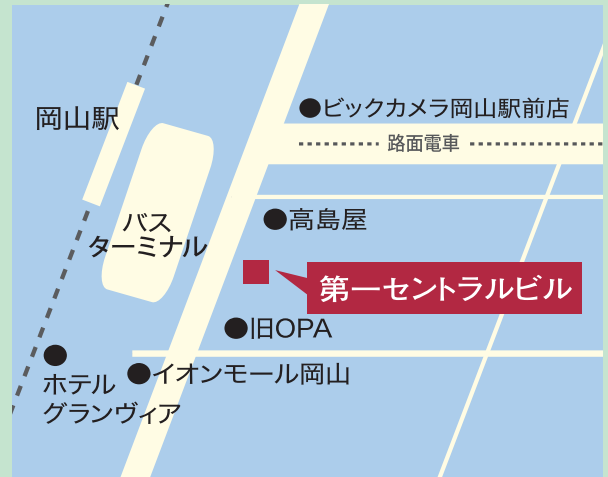 ●ビックカメラ岡山駅前店
岡山駅
路面電車
●高島屋
バス
ターミナル
第一セントラルビル
●旧OPA
●イオンモール岡山
●
ホテル
グランヴィア